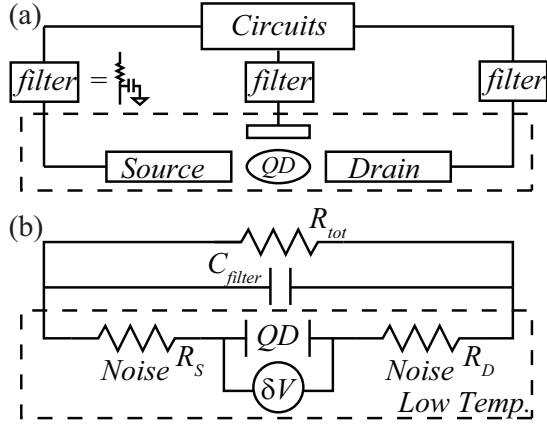 (a)
Circuits
filter = filter filter
Source QD Drain
(b)
R_tot
C_filter
QD
Noise R_S Noise R_D
δV
Low Temp.